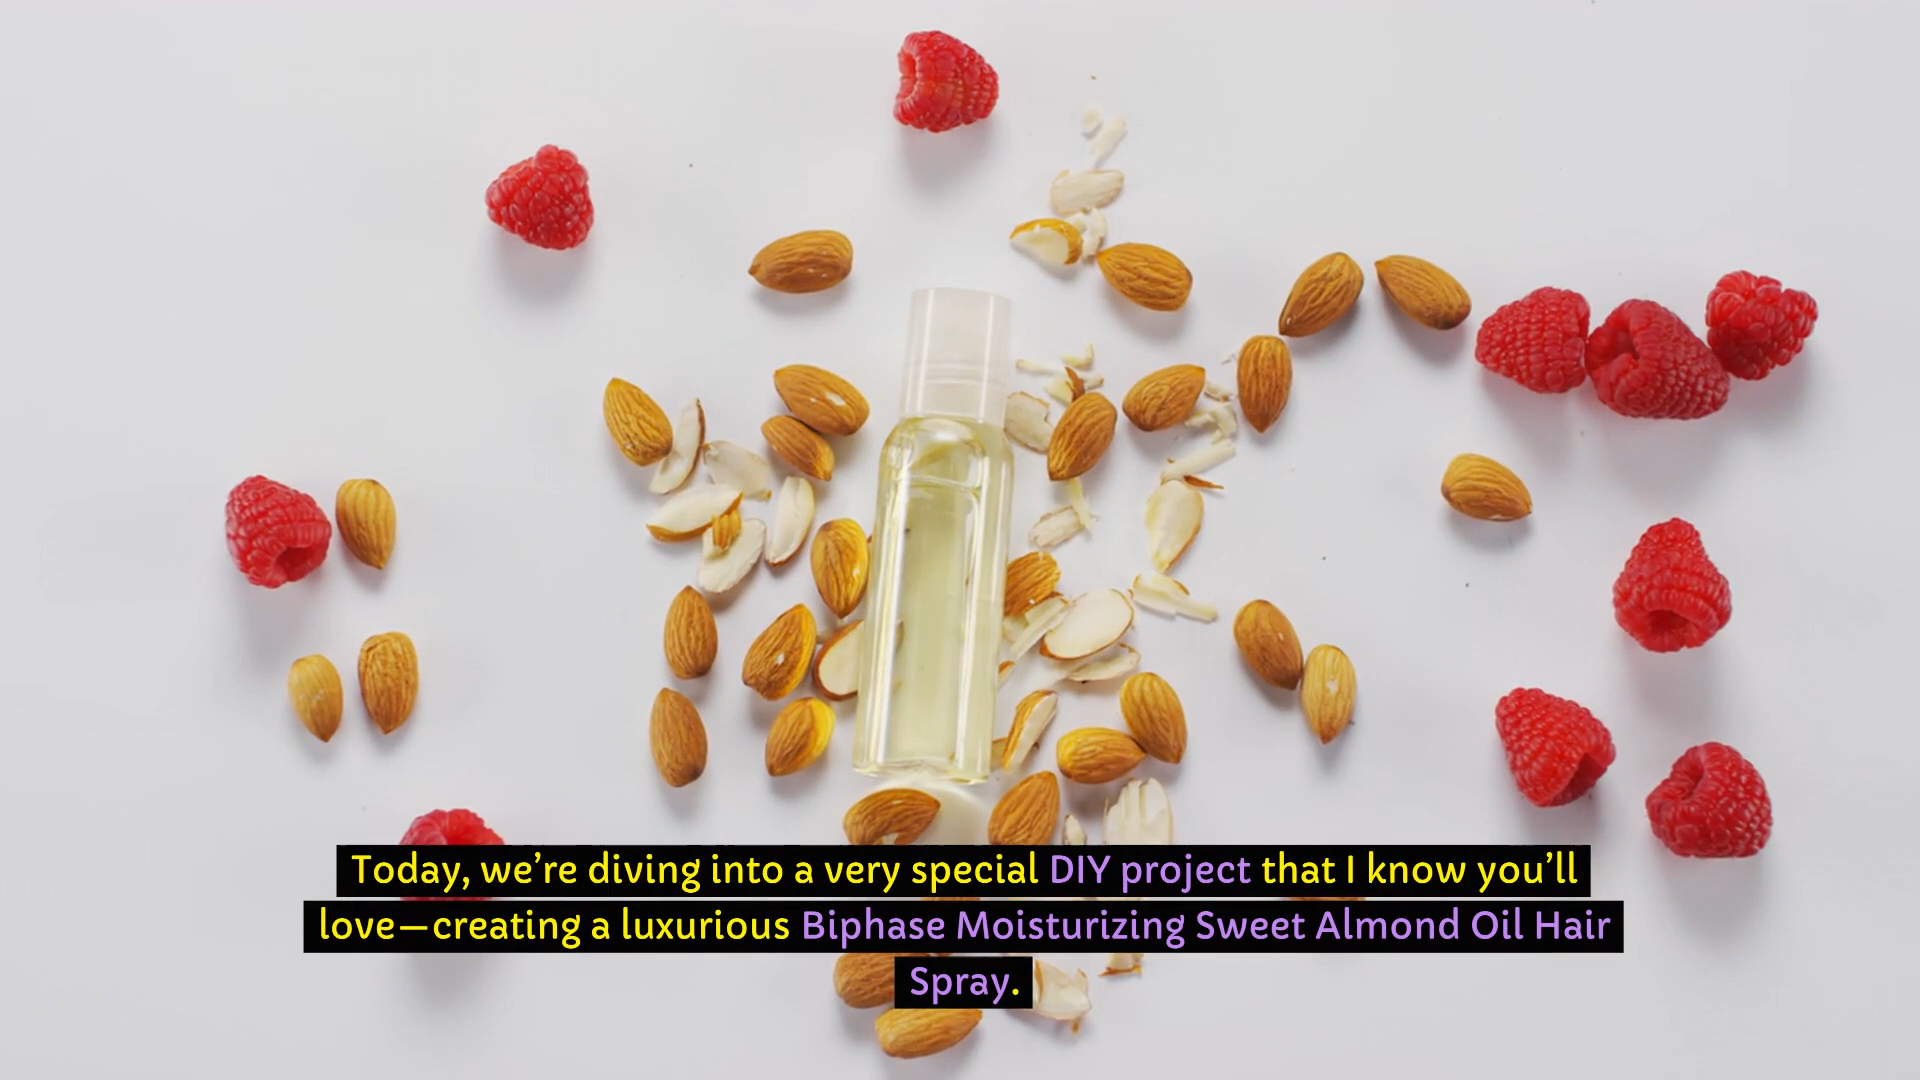 Today, we’re diving into a very special DIY project that I know you’ll
love—creating a luxurious Biphase Moisturizing Sweet Almond Oil Hair
Spray.